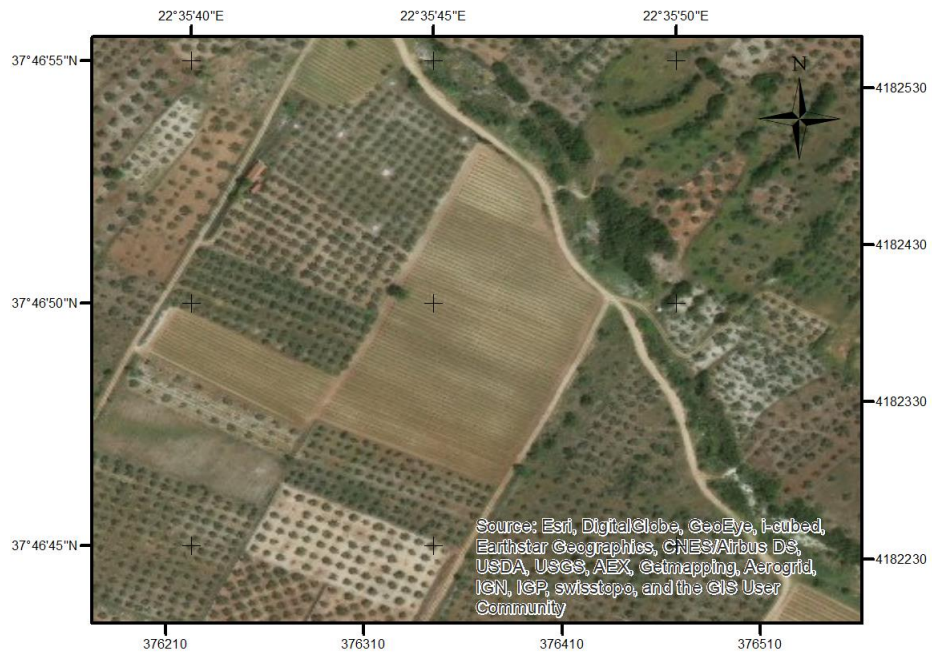 22°35'40"E 22°35'45"E 22°35'50"E
37°46'55"N
N
4182530
4182430
37°46'50"N
4182330
37°46'45"N
4182230
Source: Esri, DigitalGlobe, GeoEye, i-cubed,
Earthstar Geographics, CNES/Airbus DS,
USDA, USGS, AEX, Getmapping, Aerogrid,
IGN, IGP, swisstopo, and the GIS User
Community
376210 376310 376410 376510